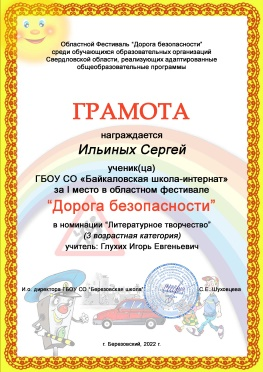 Областной Фестиваль "Дорога безопасности"
среди обучающихся образовательных организаций
Свердловской области, реализующих адаптированные
общеобразовательные программы
ГРАМОТА
награждается
Ильиных Сергей
ученик(ца)
ГБОУ СО «Байкаловская школа-интернат»
за I место в областном фестивале
“Дорога безопасности”
в номинации "Литературное творчество"
(3 возрастная категория)
учитель: Глухих Игорь Евгеньевич
И.о. директора ГБОУ СО "Березовская школа" С.Е. Шуховцева
г. Березовский, 2022 г.